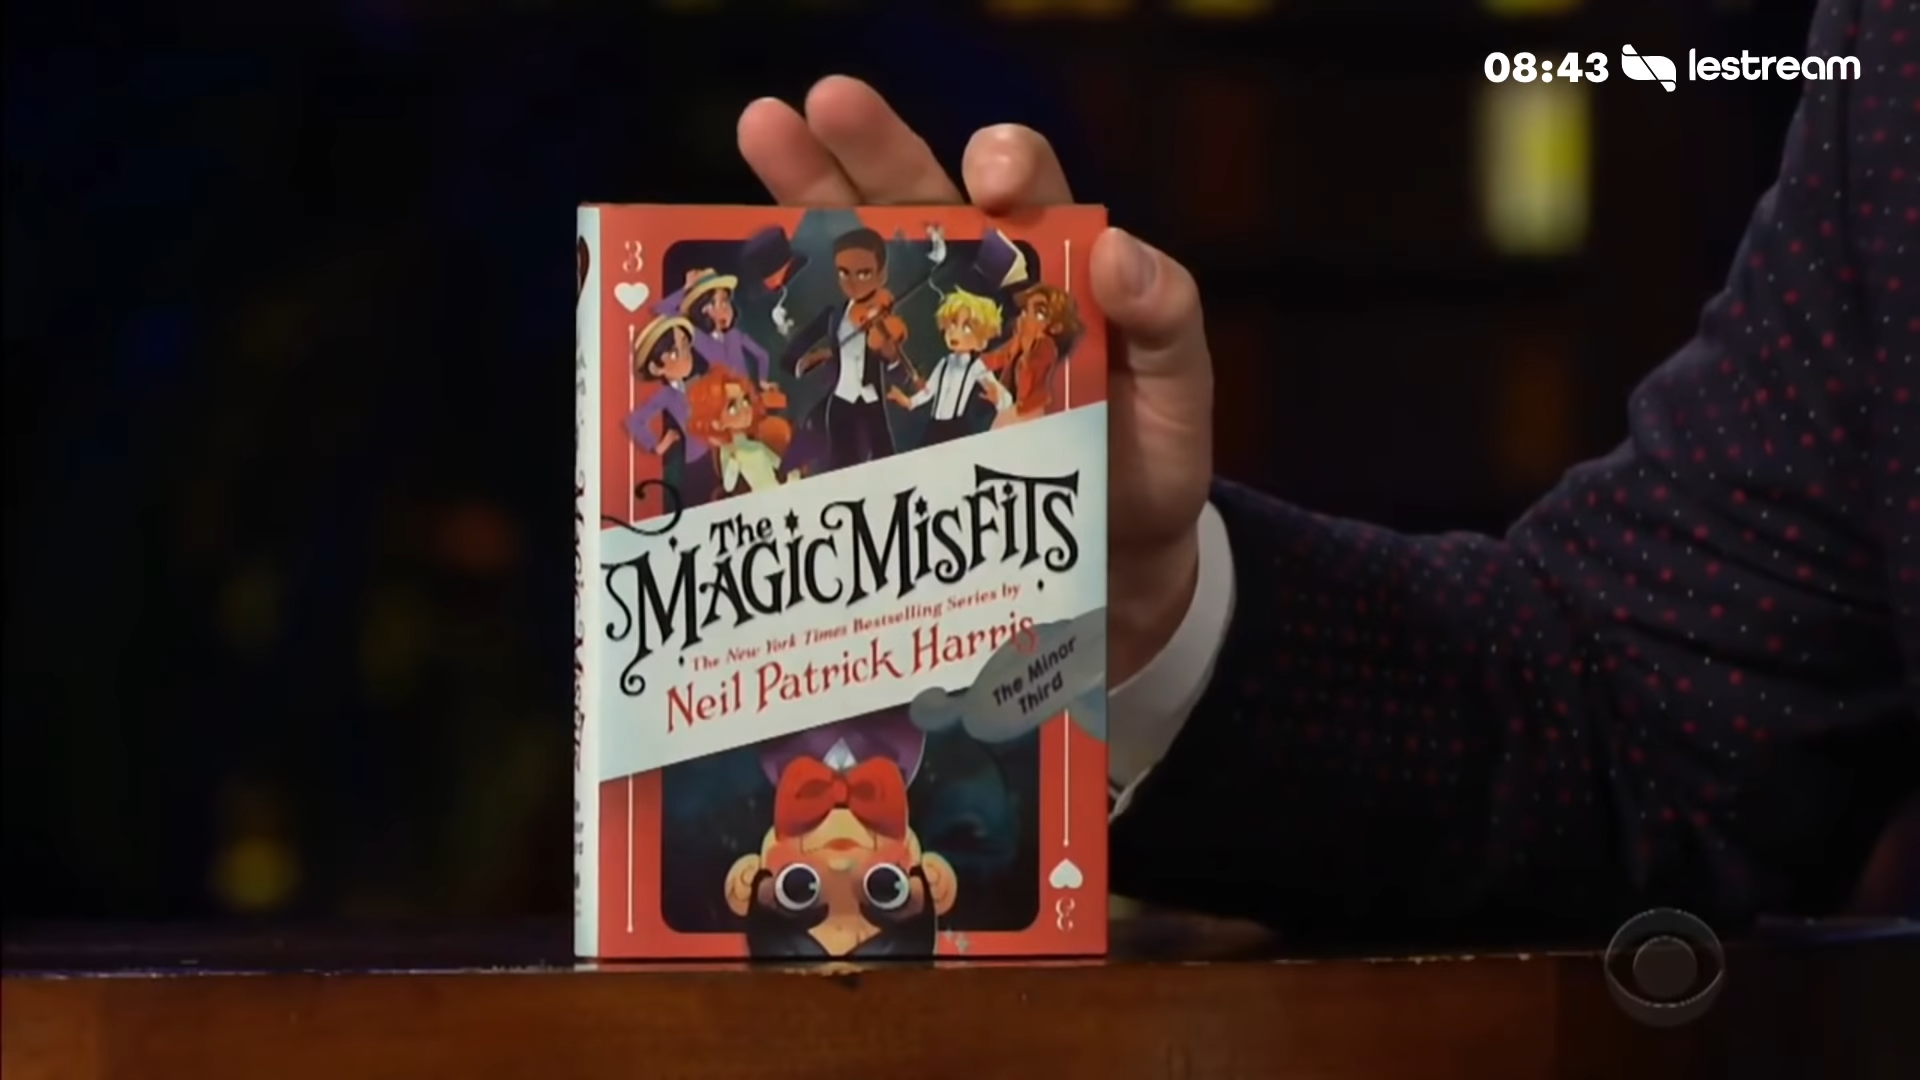 08:43 lestream
3
The
Magic Misfits
The New York Times Bestselling Series by
Neil Patrick Harris
The Minor
Third
3